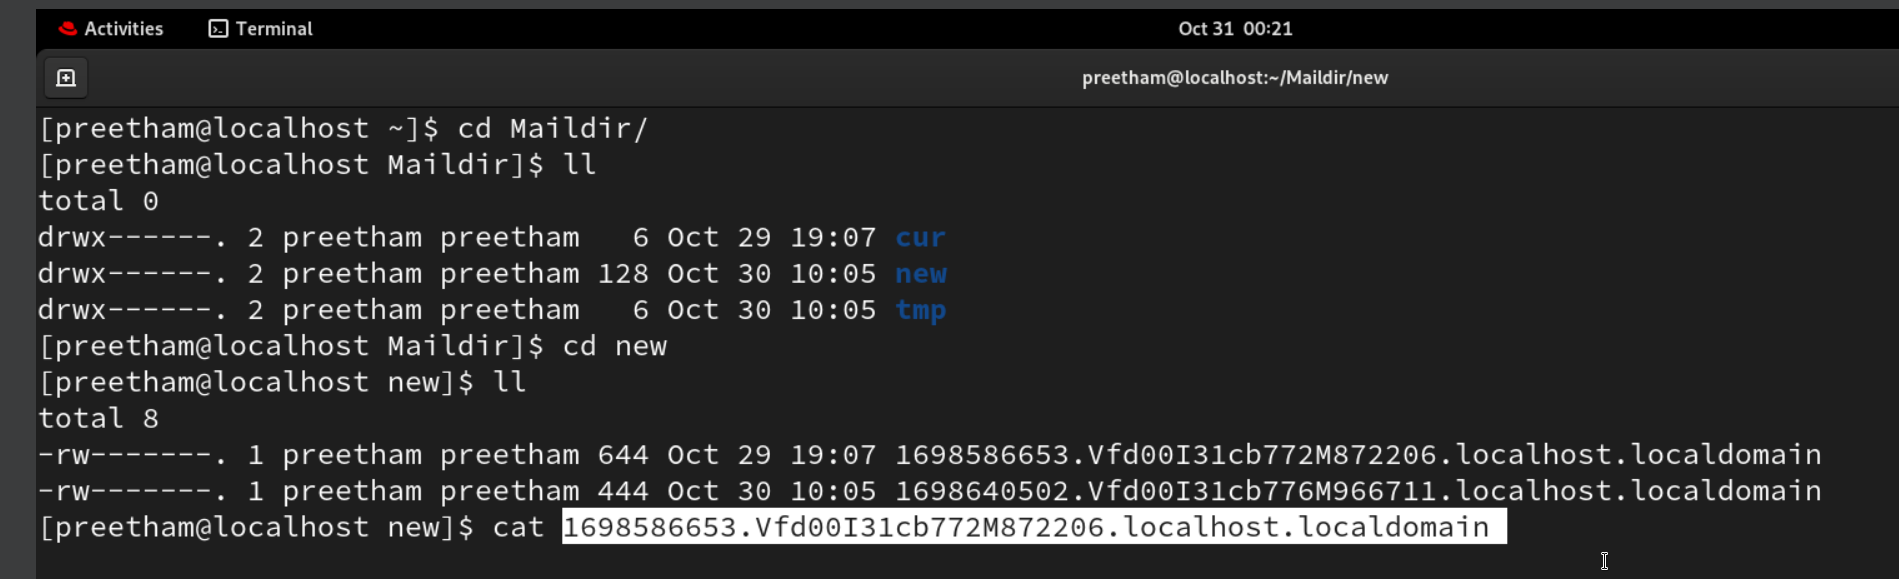 Activities Terminal Oct 31 00:21
preetham@localhost:~/Maildir/new
[preetham@localhost ~]$ cd Maildir/
[preetham@localhost Maildir]$ ll
total 0
drwx------. 2 preetham preetham   6 Oct 29 19:07 cur
drwx------. 2 preetham preetham 128 Oct 30 10:05 new
drwx------. 2 preetham preetham   6 Oct 30 10:05 tmp
[preetham@localhost Maildir]$ cd new
[preetham@localhost new]$ ll
total 8
-rw-------. 1 preetham preetham 644 Oct 29 19:07 1698586653.Vfd00I31cb772M872206.localhost.localdomain
-rw-------. 1 preetham preetham 444 Oct 30 10:05 1698640502.Vfd00I31cb776M966711.localhost.localdomain
[preetham@localhost new]$ cat 1698586653.Vfd00I31cb772M872206.localhost.localdomain